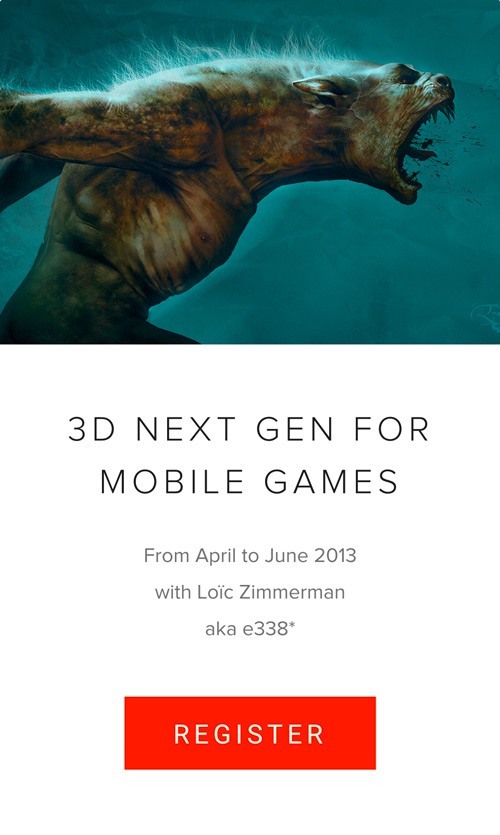 3D NEXT GEN FOR
MOBILE GAMES
From April to June 2013
with Loïc Zimmerman
aka e338*
REGISTER